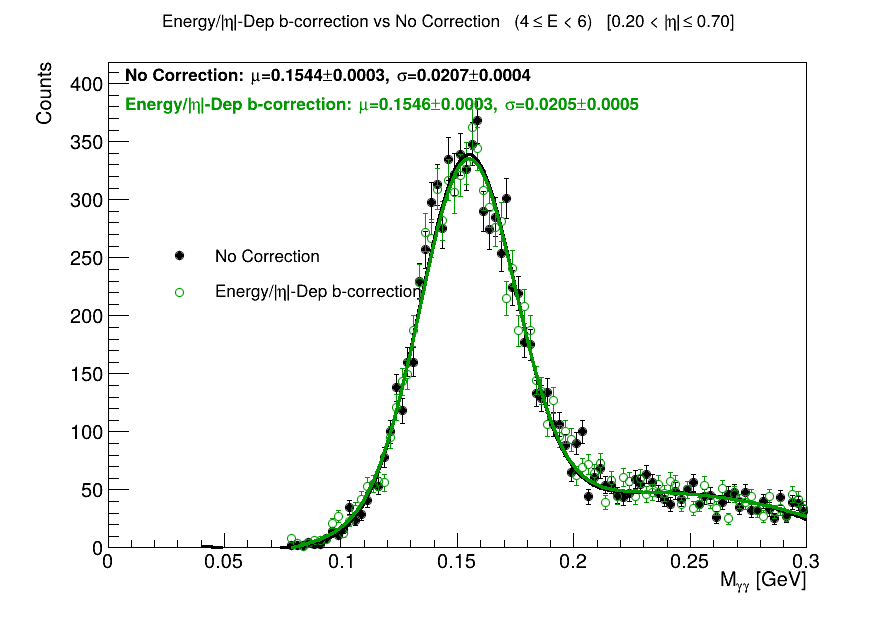 Energy/|η|-Dep b-correction vs No Correction (4 ≤ E < 6) [0.20 < |η| ≤ 0.70]
Counts
No Correction: μ=0.1544±0.0003, σ=0.0207±0.0004
Energy/|η|-Dep b-correction: μ=0.1546±0.0003, σ=0.0205±0.0005
No Correction
Energy/|η|-Dep b-correction
400
350
300
250
200
150
100
50
0
0 0.05 0.1 0.15 0.2 0.25 0.3
Mγγ [GeV]